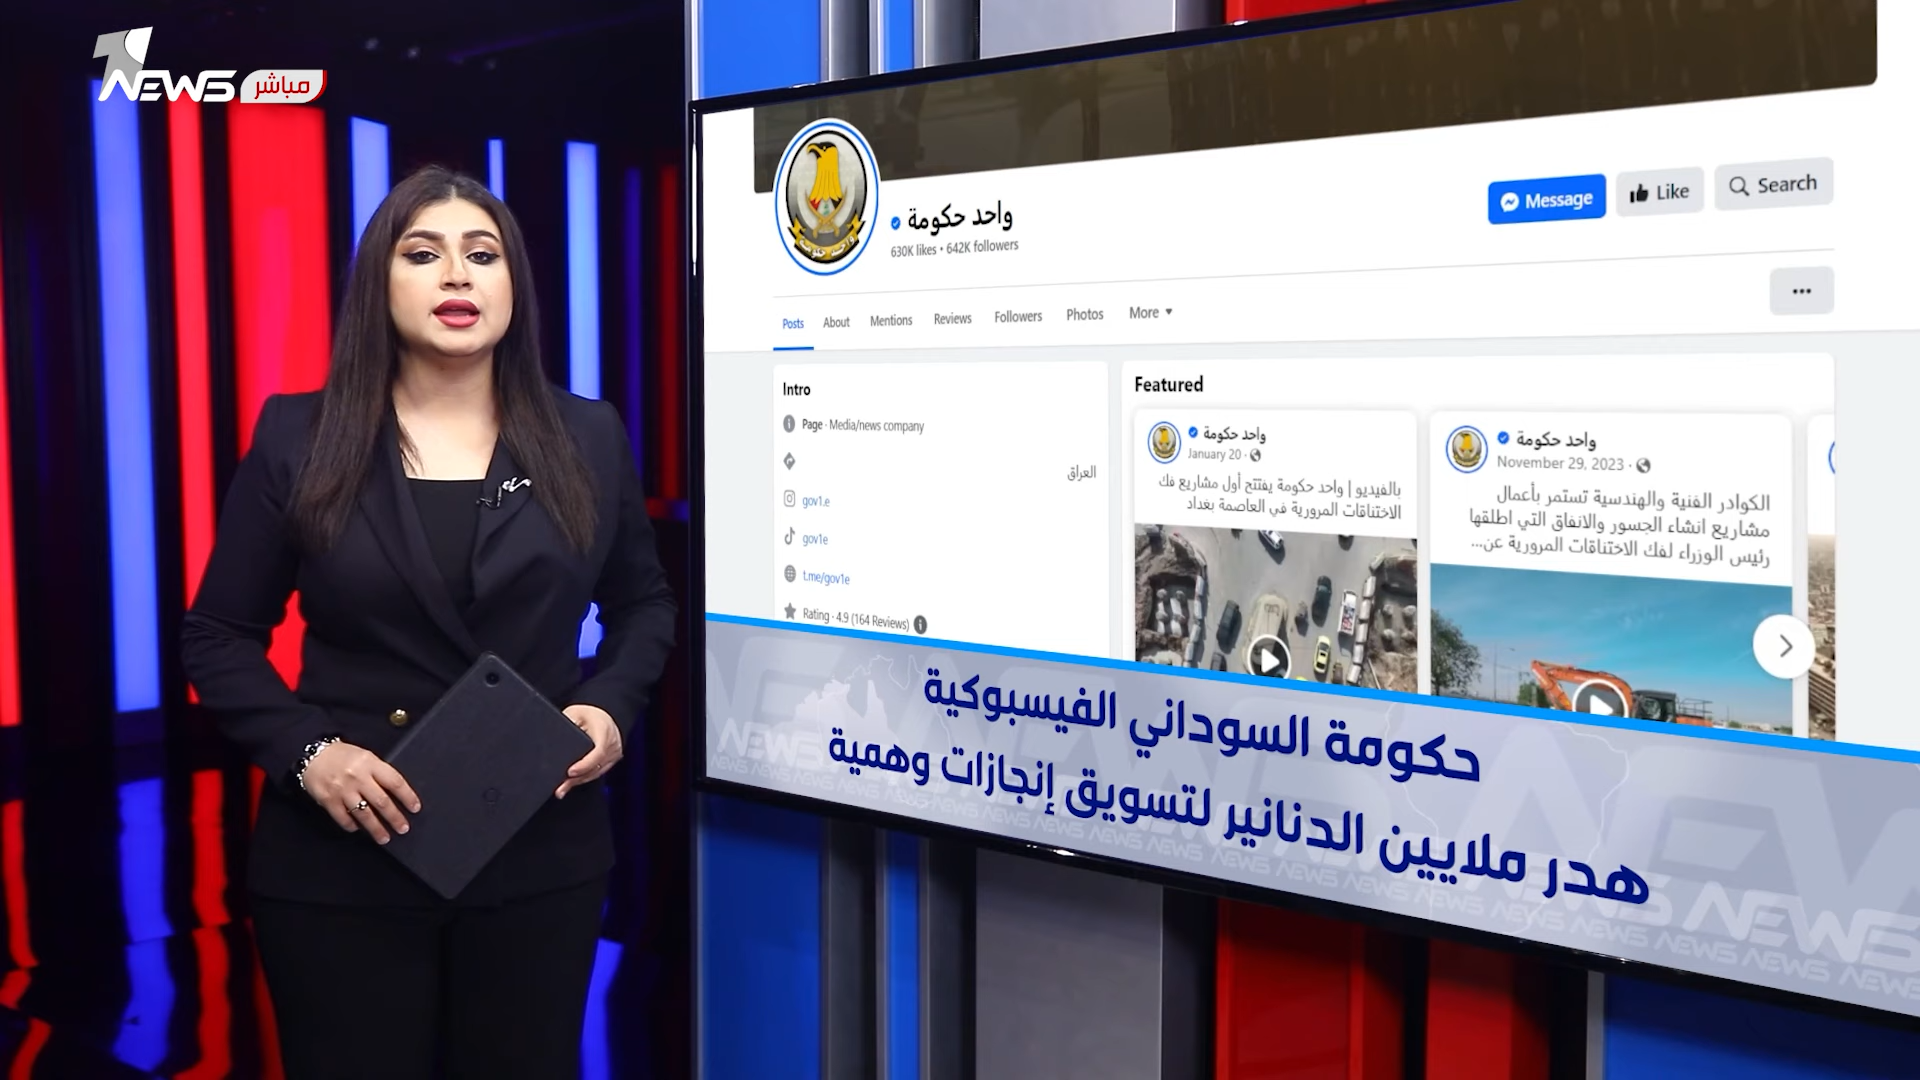 1NEWS
مباشر
واحد حكومة
630K likes • 642K followers
Message
Like
Search
Posts
About
Mentions
Reviews
Followers
Photos
More
Intro
Page · Media/news company
العراق
gov1.e
gov1e
t.me/gov1e
Rating · 4.9 (164 Reviews)
Featured
واحد حكومة
January 20
بالفيديو | واحد حكومة يفتتح أول مشاريع فك
الاختناقات المرورية في العاصمة بغداد
واحد حكومة
November 29, 2023
الكوادر الفنية والهندسية تستمر بأعمال
مشاريع انشاء الجسور والانفاق التي اطلقها
رئيس الوزراء لفك الاختناقات المرورية عن...
حكومة السوداني الفيسبوكية
هدر ملايين الدنانير لتسويق إنجازات وهمية